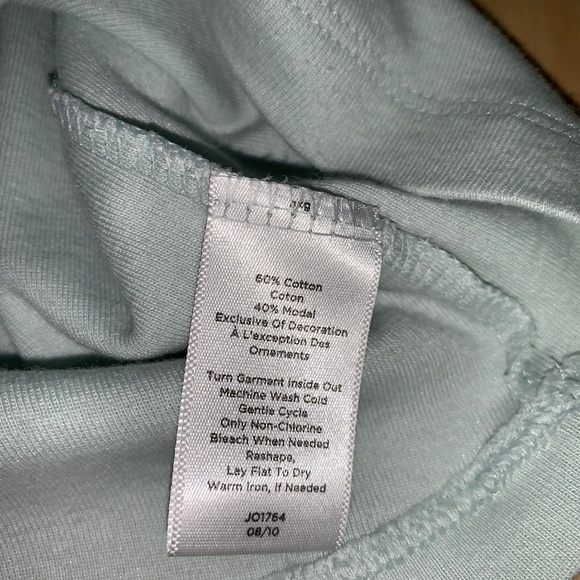 60% Cotton
Coton
40% Modal
Exclusive Of Decoration
À L'exception Des
Ornements
Turn Garment Inside Out
Machine Wash Cold
Gentle Cycle
Only Non-Chlorine
Bleach When Needed
Reshape,
Lay Flat To Dry
Warm Iron, If Needed
JO1764
08/10